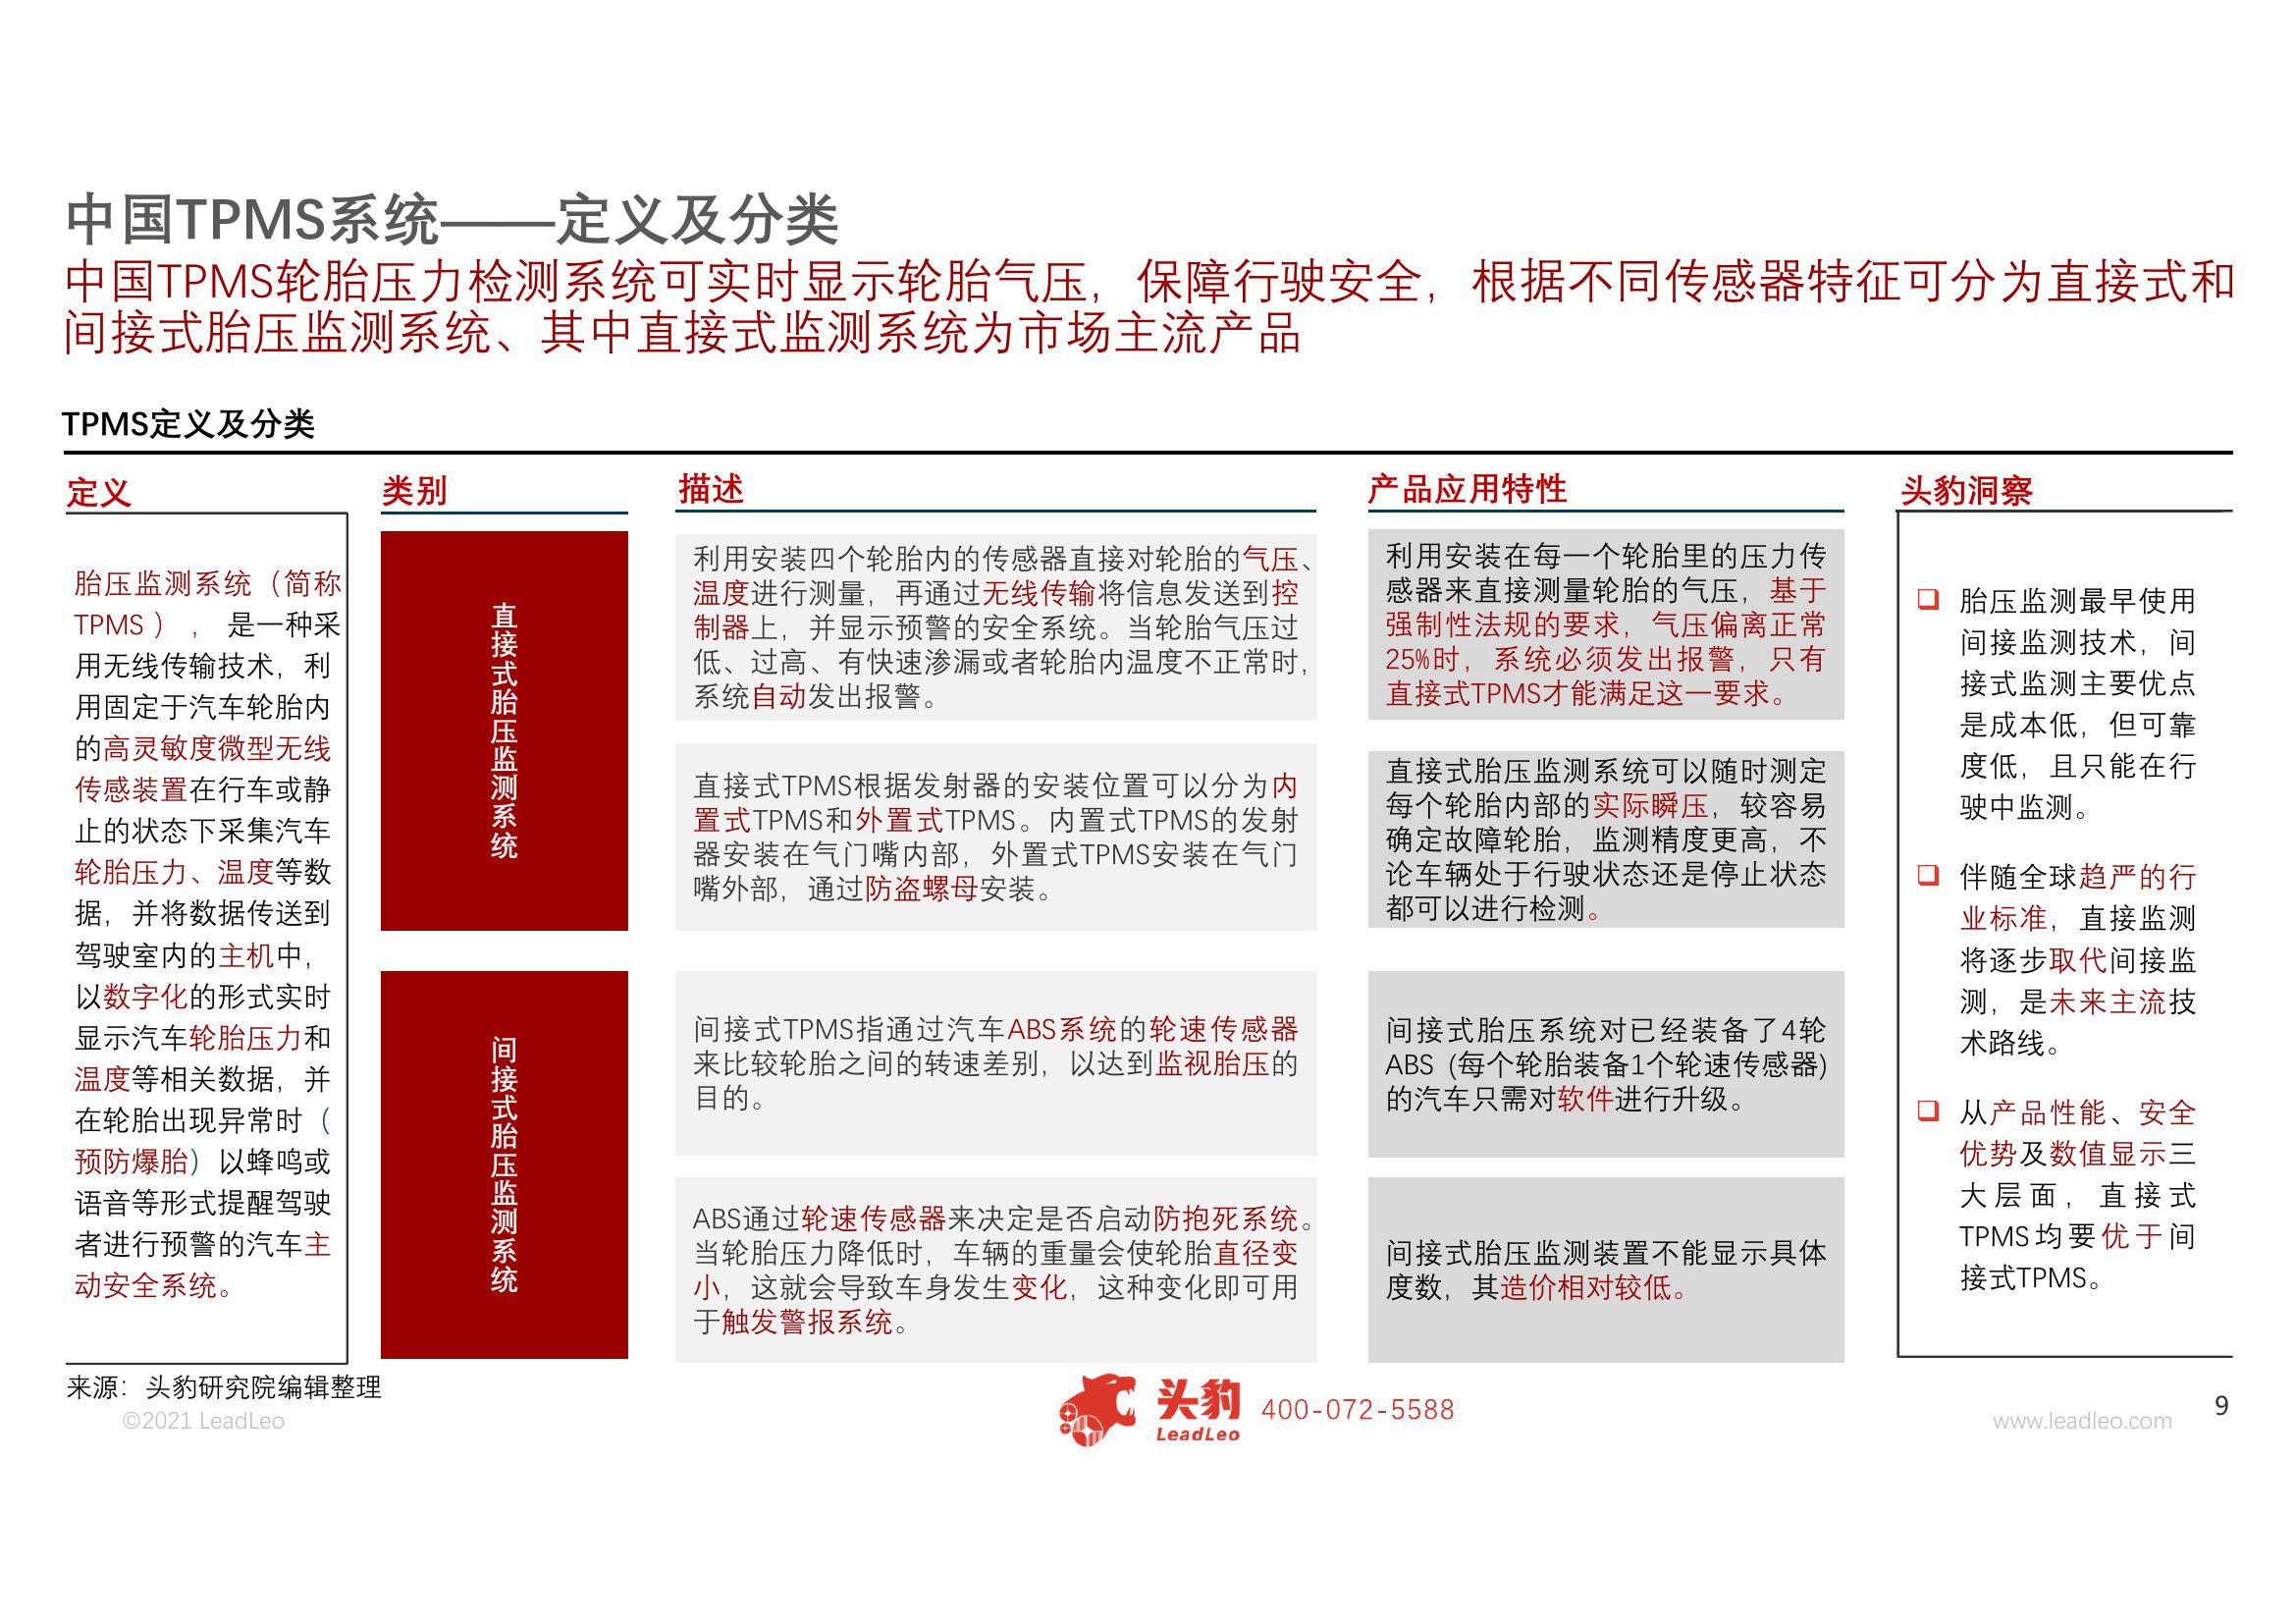 中国TPMS系统——定义及分类
中国TPMS轮胎压力检测系统可实时显示轮胎气压，保障行驶安全，根据不同传感器特征可分为直接式和
间接式胎压监测系统、其中直接式监测系统为市场主流产品
TPMS定义及分类
定义
胎压监测系统（简称
TPMS），是一种采
用无线传输技术，利
用固定于汽车轮胎内
的高灵敏度微型无线
传感装置在行车或静
止的状态下采集汽车
轮胎压力、温度等数
据，并将数据传送到
驾驶室内的主机中，
以数字化的形式实时
显示汽车轮胎压力和
温度等相关数据，并
在轮胎出现异常时（
预防爆胎）以蜂鸣或
语音等形式提醒驾驶
者进行预警的汽车主
动安全系统。
类别
直接式胎压监测系统
间接式胎压监测系统
描述
利用安装四个轮胎内的传感器直接对轮胎的气压、
温度进行测量，再通过无线传输将信息发送到控
制器上，并显示预警的安全系统。当轮胎气压过
低、过高、有快速渗漏或者轮胎内温度不正常时，
系统自动发出报警。
直接式TPMS根据发射器的安装位置可以分为内
置式TPMS和外置式TPMS。内置式TPMS的发射
器安装在气门嘴内部，外置式TPMS安装在气门
嘴外部，通过防盗螺母安装。
间接式TPMS指通过汽车ABS系统的轮速传感器
来比较轮胎之间的转速差别，以达到监视胎压的
目的。
ABS通过轮速传感器来决定是否启动防抱死系统。
当轮胎压力降低时，车辆的重量会使轮胎直径变
小，这就会导致车身发生变化，这种变化即可用
于触发警报系统。
产品应用特性
利用安装在每一个轮胎里的压力传
感器来直接测量轮胎的气压，基于
强制性法规的要求，气压偏离正常
25%时，系统必须发出报警，只有
直接式TPMS才能满足这一要求。
直接式胎压监测系统可以随时测定
每个轮胎内部的实际瞬压，较容易
确定故障轮胎，监测精度更高，不
论车辆处于行驶状态还是停止状态
都可以进行检测。
间接式胎压系统对已经装备了4轮
ABS (每个轮胎装备1个轮速传感器)
的汽车只需对软件进行升级。
间接式胎压监测装置不能显示具体
度数，其造价相对较低。
头豹洞察
❑ 胎压监测最早使用
间接监测技术，间
接式监测主要优点
是成本低，但可靠
度低，且只能在行
驶中监测。
❑ 伴随全球趋严的行
业标准，直接监测
将逐步取代间接监
测，是未来主流技
术路线。
❑ 从产品性能、安全
优势及数值显示三
大层面，直接式
TPMS均要优于间
接式TPMS。
来源：头豹研究院编辑整理
©2021 LeadLeo
头豹
LeadLeo
400-072-5588
www.leadleo.com
9